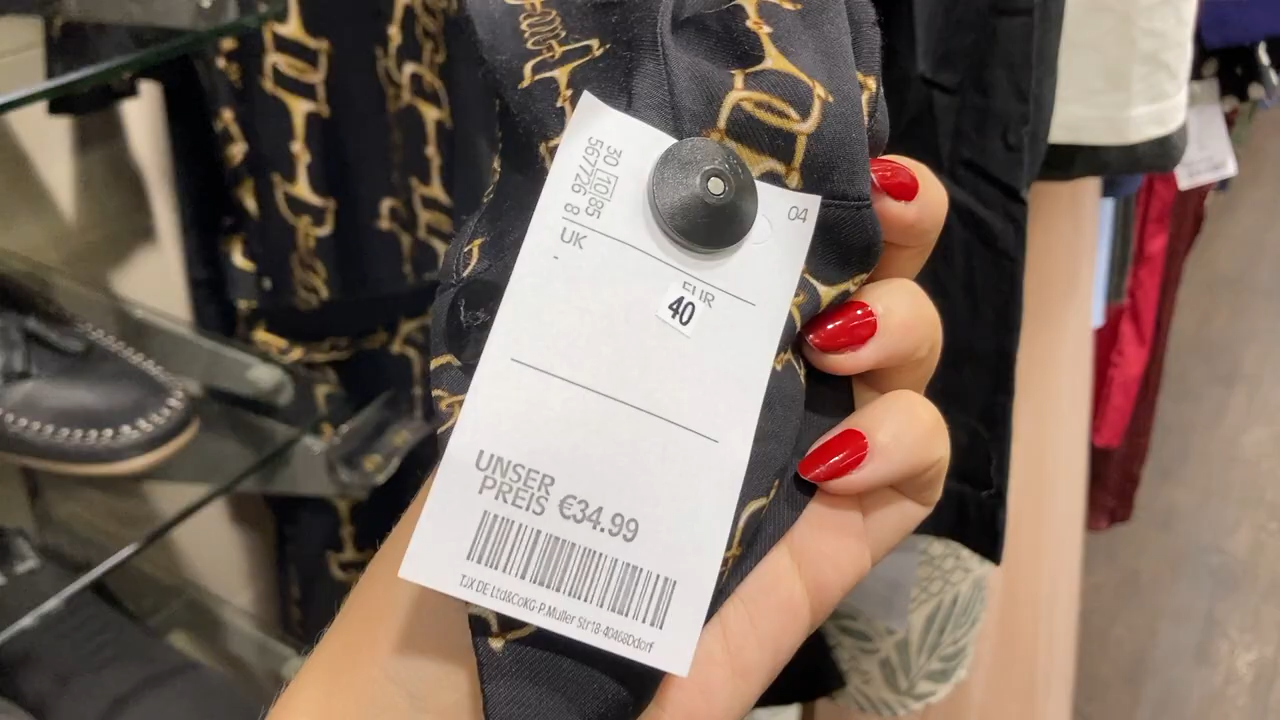 30 10 85
567726 8
04
UK
-
EUR
40
UNSER
PREIS €34.99
TJX DE Ltd&CoKG-P.Müller Str18-40468Ddorf